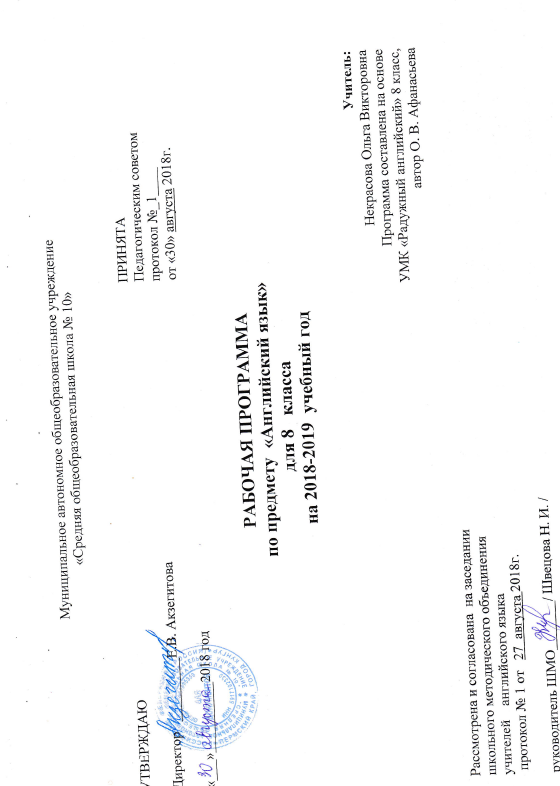 Муниципальное автономное общеобразовательное учреждение
«Средняя общеобразовательная школа № 10»
УТВЕРЖДАЮ
Директор Е.В. Акзегитова
«30» августа 2018 год
ПРИНЯТА
Педагогическим советом
протокол №_1____
от «30» августа 2018г.
РАБОЧАЯ ПРОГРАММА
по предмету «Английский язык»
для 8 класса
на 2018-2019 учебный год
Учитель:
Некрасова Ольга Викторовна
Программа составлена на основе
УМК «Радужный английский» 8 класс,
автор О. В. Афанасьева
Рассмотрена и согласована на заседании
школьного методического объединения
учителей английского языка
протокол № 1 от 27 августа 2018г.
руководитель ШМО / Швецова Н. И. /